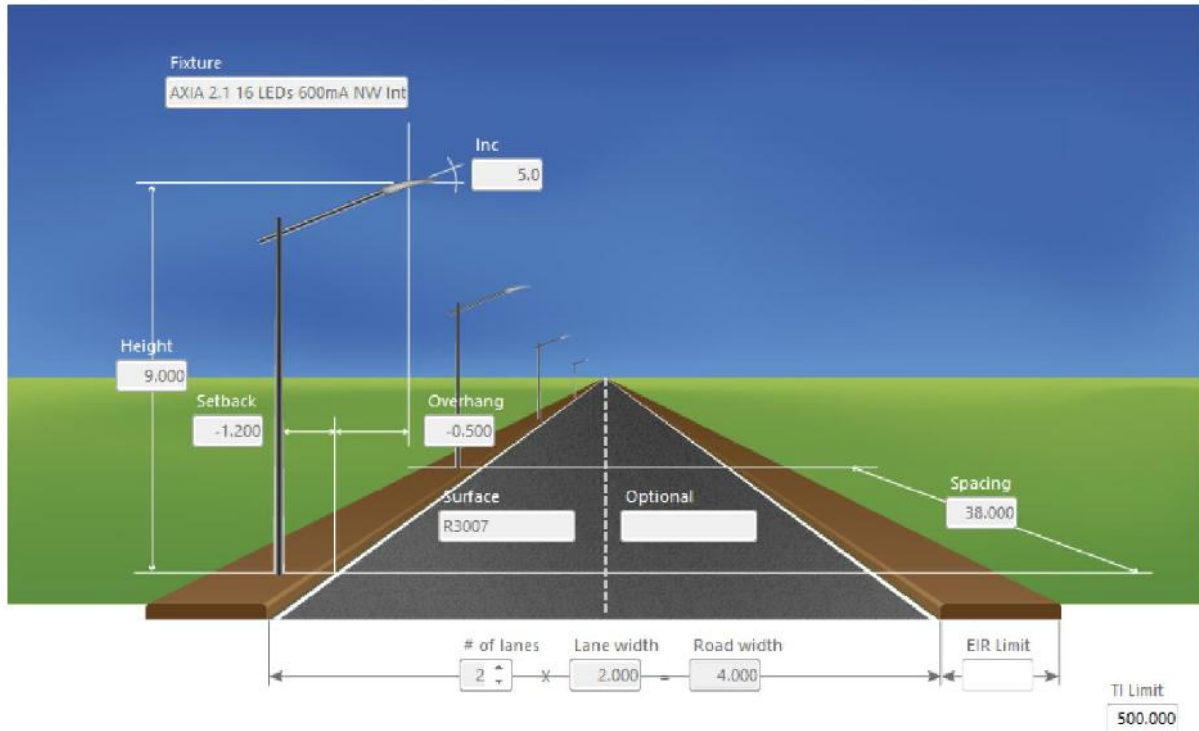 Fixture
AXIA 2.1 16 LEDs 600mA NW Int
Inc
5.0
Height
9.000
Setback
-1.200
Overhang
-0.500
Surface
R3007
Optional
Spacing
38.000
# of lanes
2
x
Lane width
2.000
=
Road width
4.000
EIR Limit
TI Limit
500.000